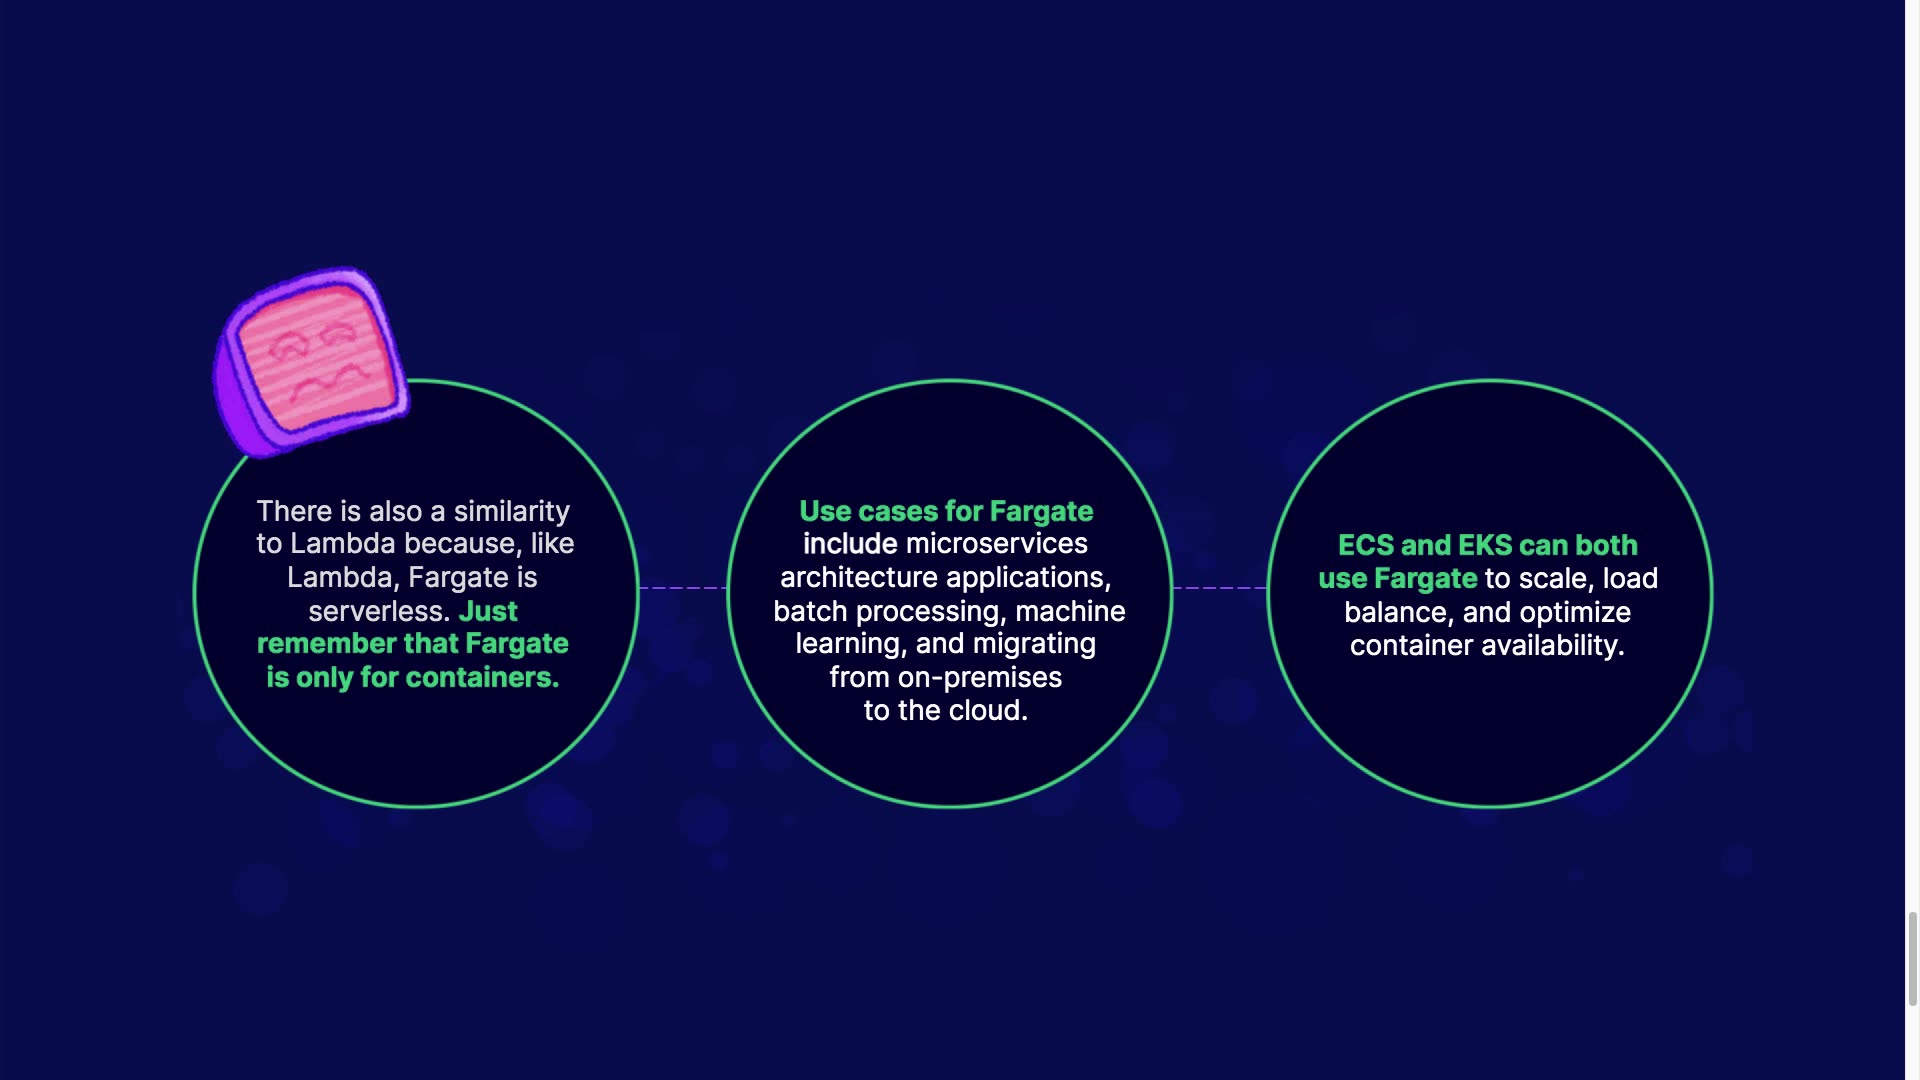 There is also a similarity
to Lambda because, like
Lambda, Fargate is
serverless. Just
remember that Fargate
is only for containers.
Use cases for Fargate
include microservices
architecture applications,
batch processing, machine
learning, and migrating
from on-premises
to the cloud.
ECS and EKS can both
use Fargate to scale, load
balance, and optimize
container availability.